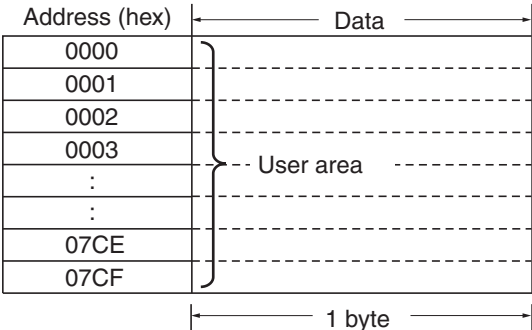 Address (hex) Data
0000
0001
0002
0003
User area
:
:
07CE
07CF
1 byte